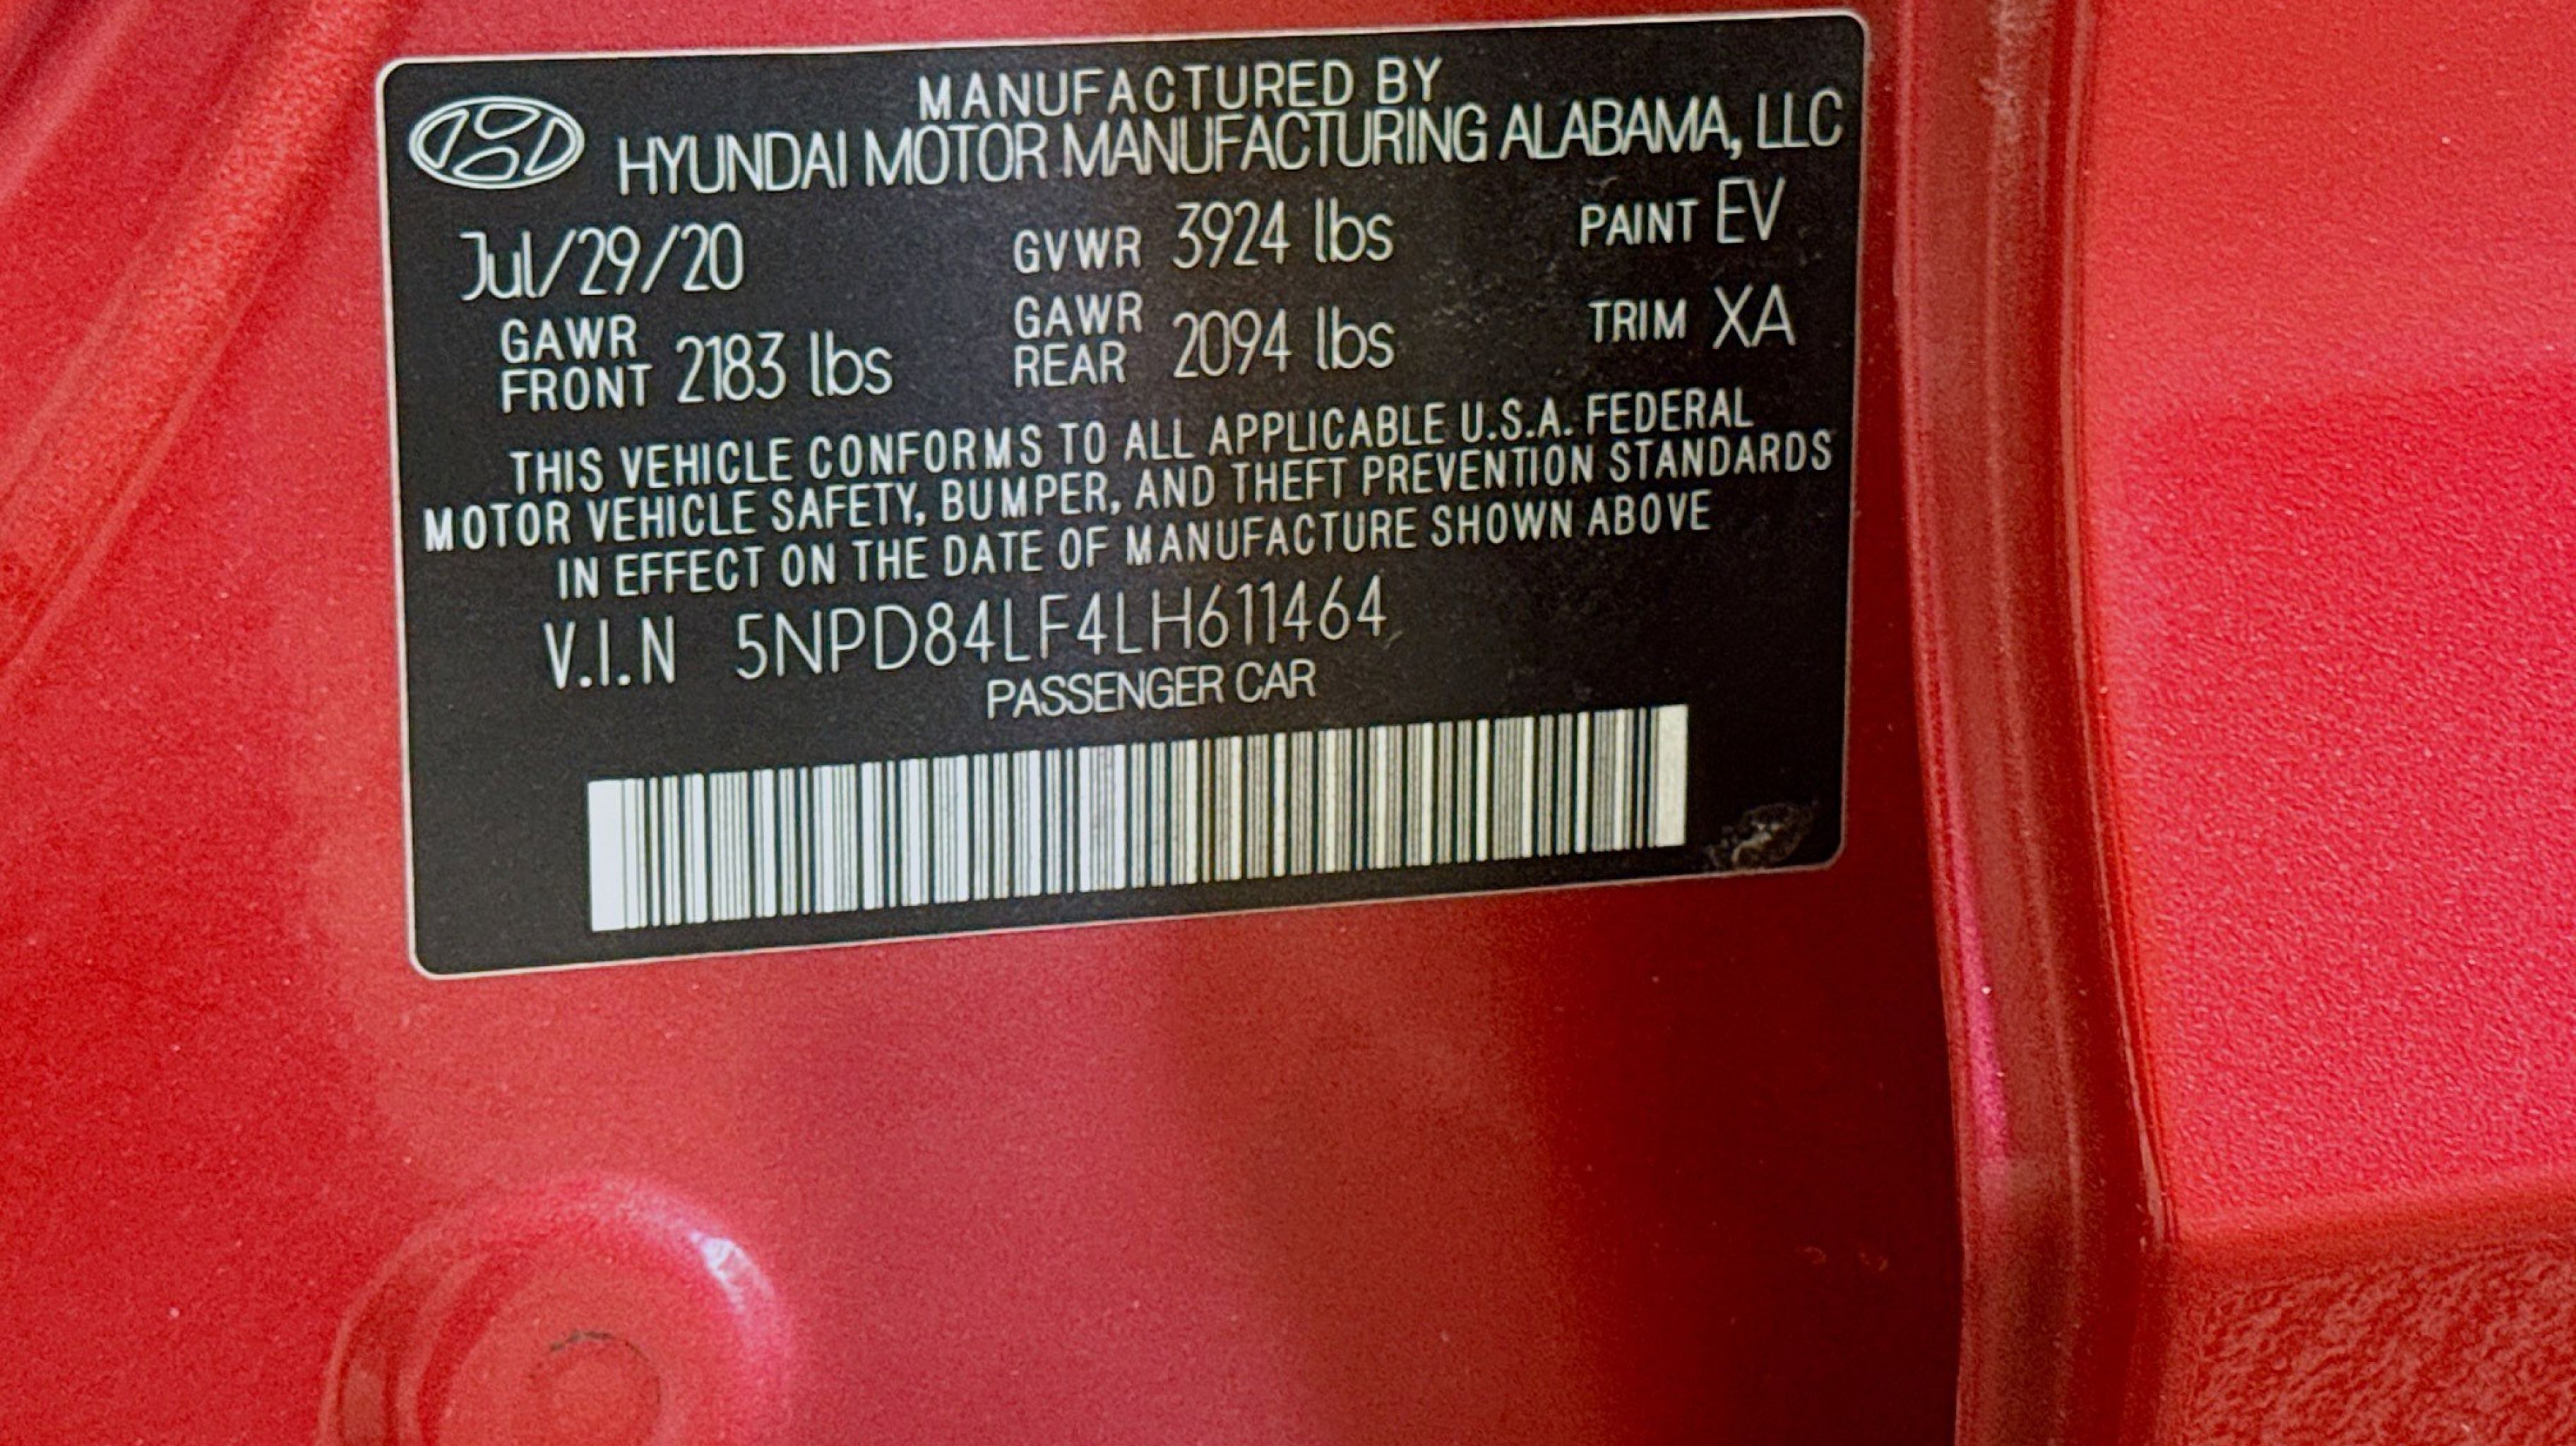 MANUFACTURED BY
HYUNDAI MOTOR MANUFACTURING ALABAMA, LLC
Jul/29/20 GVWR 3924 lbs PAINT EV
GAWR FRONT 2183 lbs GAWR REAR 2094 lbs TRIM XA
THIS VEHICLE CONFORMS TO ALL APPLICABLE U.S.A. FEDERAL
MOTOR VEHICLE SAFETY, BUMPER, AND THEFT PREVENTION STANDARDS
IN EFFECT ON THE DATE OF MANUFACTURE SHOWN ABOVE
V.I.N 5NPD84LF4LH611464
PASSENGER CAR